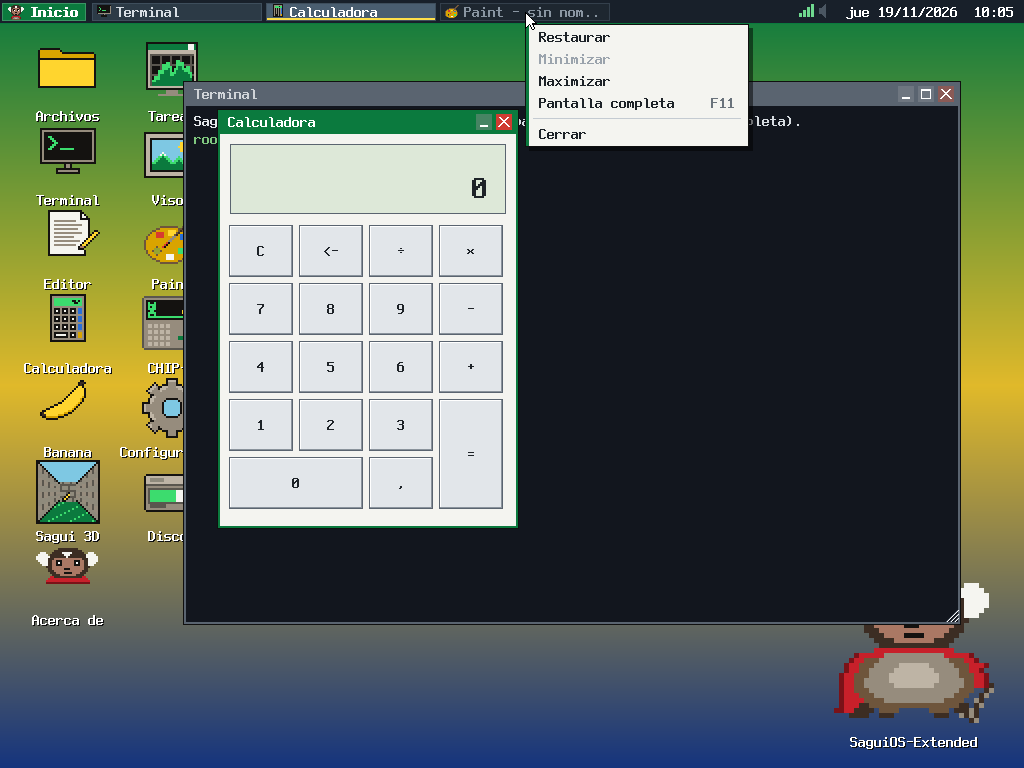 Inicio
Terminal
Calculadora
Paint - sin nom..
jue 19/11/2026 10:05
Restaurar
Minimizar
Maximizar
Pantalla completa F11
Cerrar
Archivos
Terminal
Editor
Calculadora
Banana
Sagui 3D
Acerca de
Terminal
Calculadora
0
C <- ÷ ×
7 8 9 -
4 5 6 +
1 2 3 =
0 ,
SaguiOS-Extended